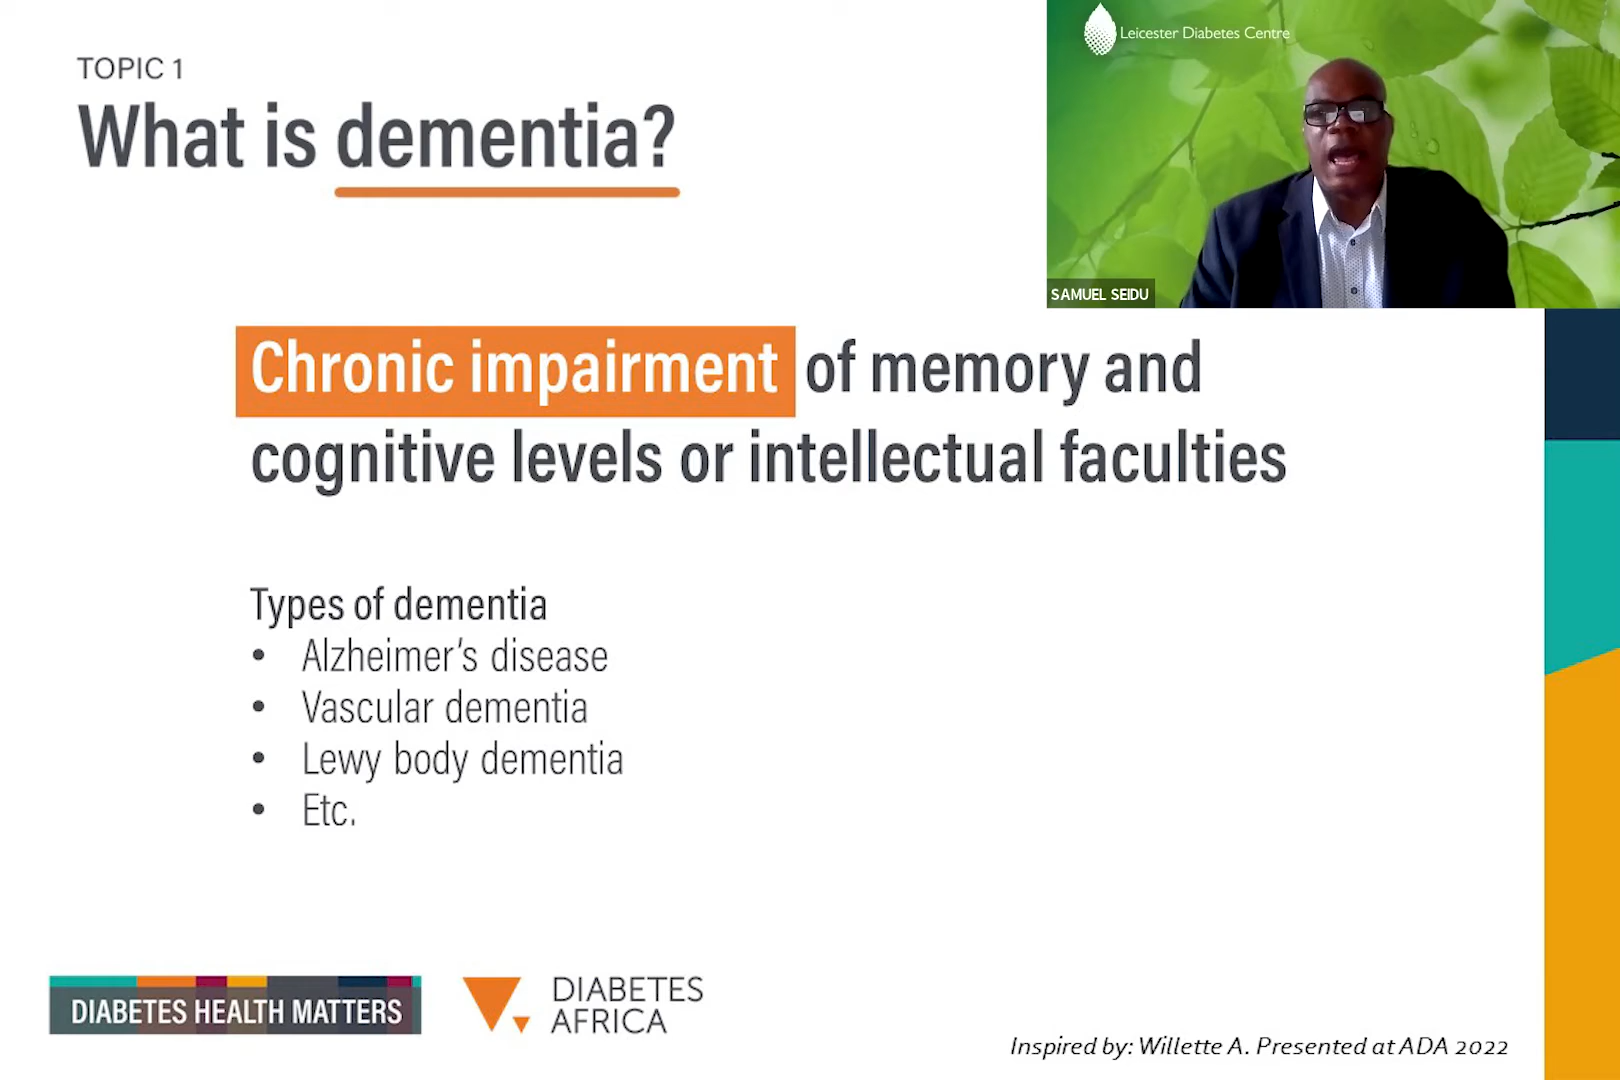 TOPIC 1
What is dementia?
Leicester Diabetes Centre
SAMUEL SEIDU
Chronic impairment of memory and
cognitive levels or intellectual faculties
Types of dementia
• Alzheimer's disease
• Vascular dementia
• Lewy body dementia
• Etc.
DIABETES HEALTH MATTERS
DIABETES
AFRICA
Inspired by: Willette A. Presented at ADA 2022